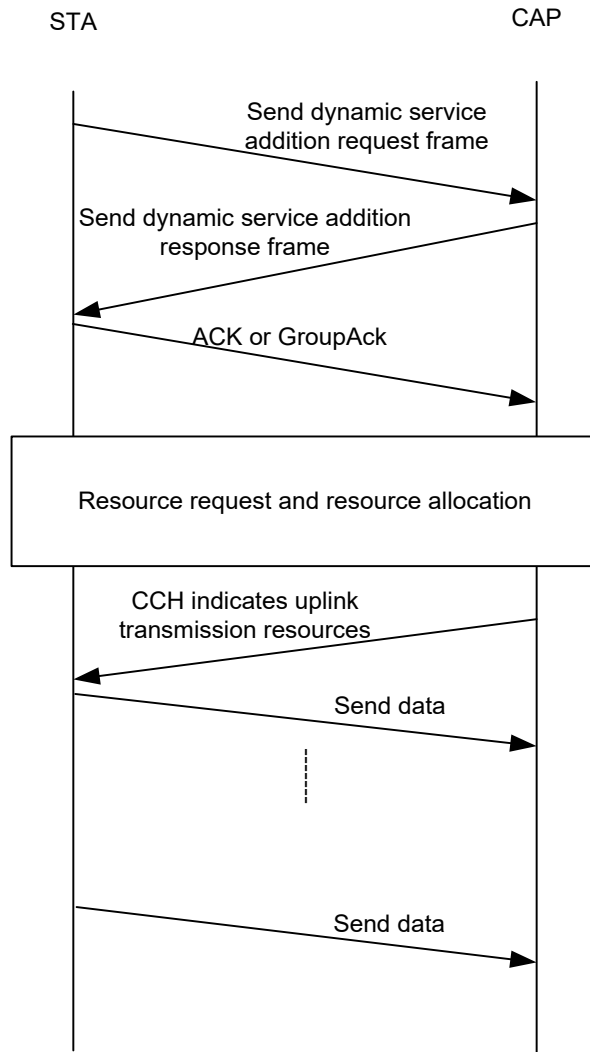 STA
CAP
Send dynamic service
addition request frame
Send dynamic service addition
response frame
ACK or GroupAck
Resource request and resource allocation
CCH indicates uplink
transmission resources
Send data
Send data